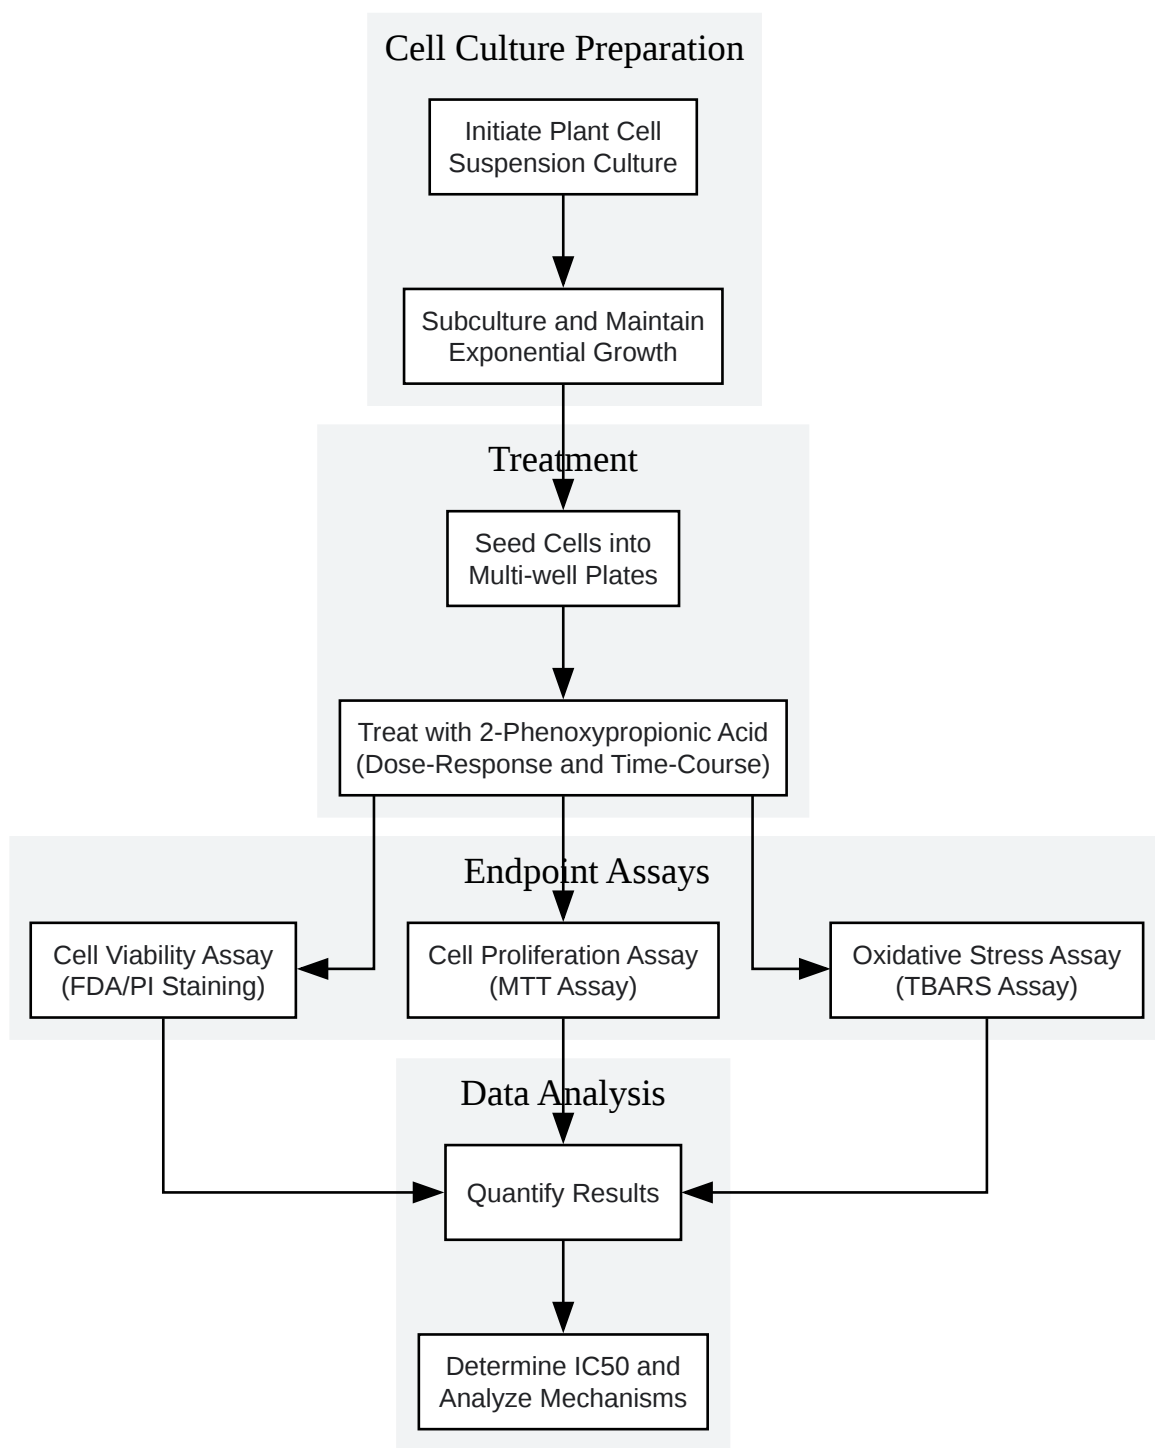 Cell Culture Preparation
Initiate Plant Cell
Suspension Culture
Subculture and Maintain
Exponential Growth
Treatment
Seed Cells into
Multi-well Plates
Treat with 2-Phenoxypropionic Acid
(Dose-Response and Time-Course)
Endpoint Assays
Cell Viability Assay
(FDA/PI Staining)
Cell Proliferation Assay
(MTT Assay)
Oxidative Stress Assay
(TBARS Assay)
Data Analysis
Quantify Results
Determine IC50 and
Analyze Mechanisms